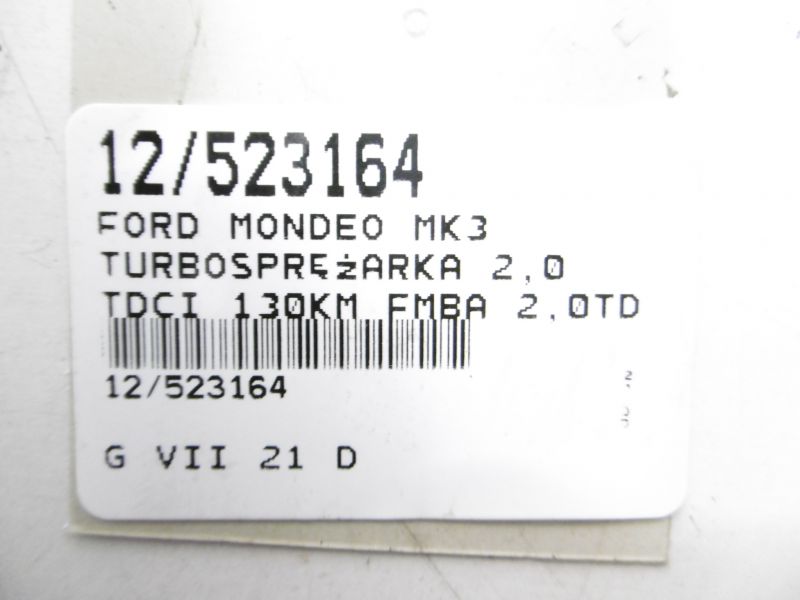 12/523164
FORD MONDEO MK3
TURBOSPRĘżARKA 2,0
TDCI 130KM FMBA 2,0TD
12/523164
G VII 21 D